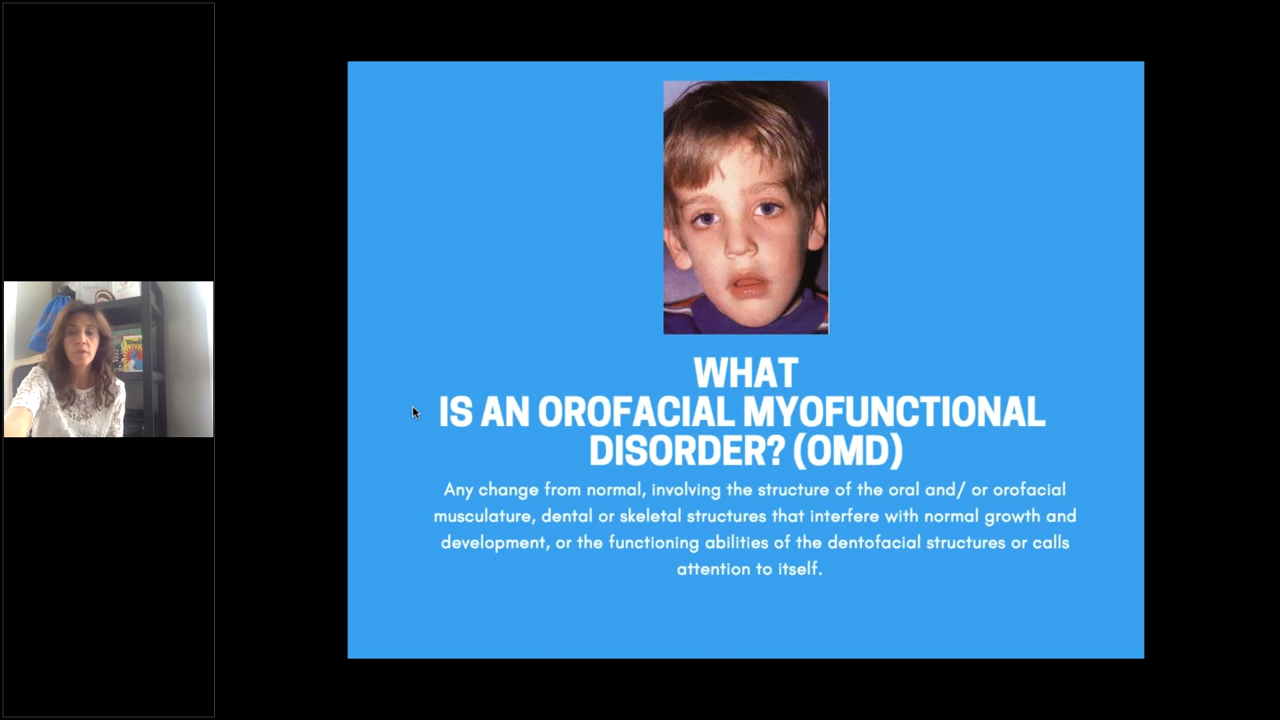 WHAT
IS AN OROFACIAL MYOFUNCTIONAL
DISORDER? (OMD)
Any change from normal, involving the structure of the oral and/ or orofacial
musculature, dental or skeletal structures that interfere with normal growth and
development, or the functioning abilities of the dentofacial structures or calls
attention to itself.